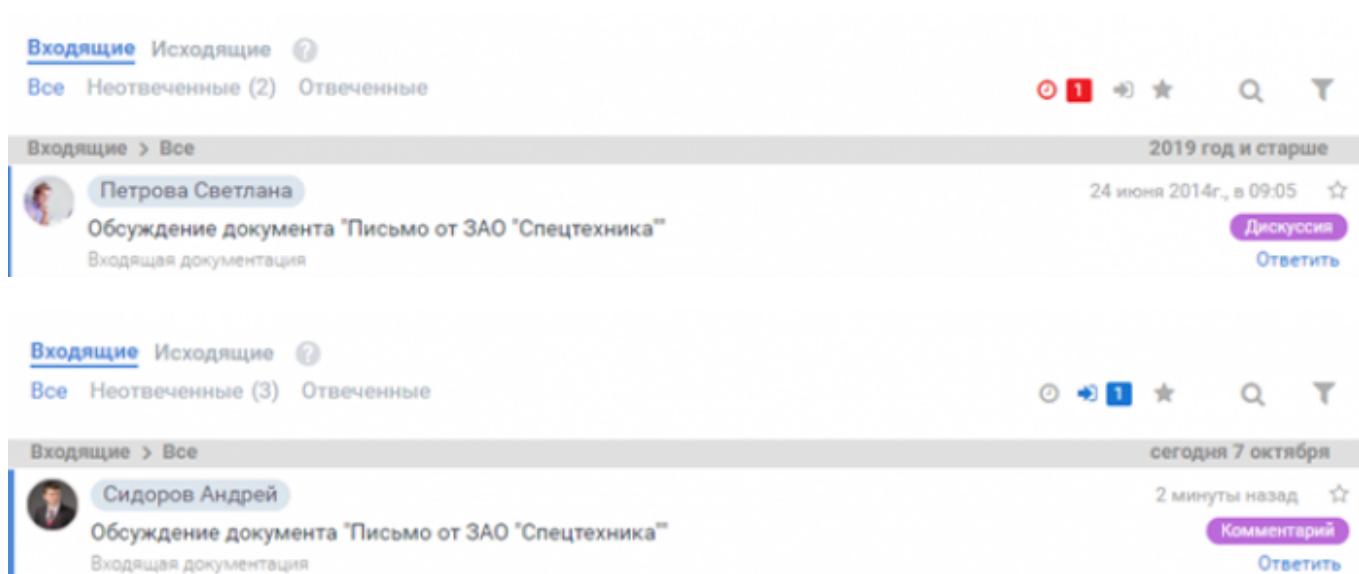 Входящие Исходящие ?
Все Неотвеченные (2) Отвеченные 1
Входящие > Все 2019 год и старше
Петрова Светлана 24 июня 2014г., в 09:05
Обсуждение документа "Письмо от ЗАО "Спецтехника"" Дискуссия
Входящая документация Ответить
Входящие Исходящие ?
Все Неотвеченные (3) Отвеченные 1
Входящие > Все сегодня 7 октября
Сидоров Андрей 2 минуты назад
Обсуждение документа "Письмо от ЗАО "Спецтехника"" Комментарий
Входящая документация Ответить